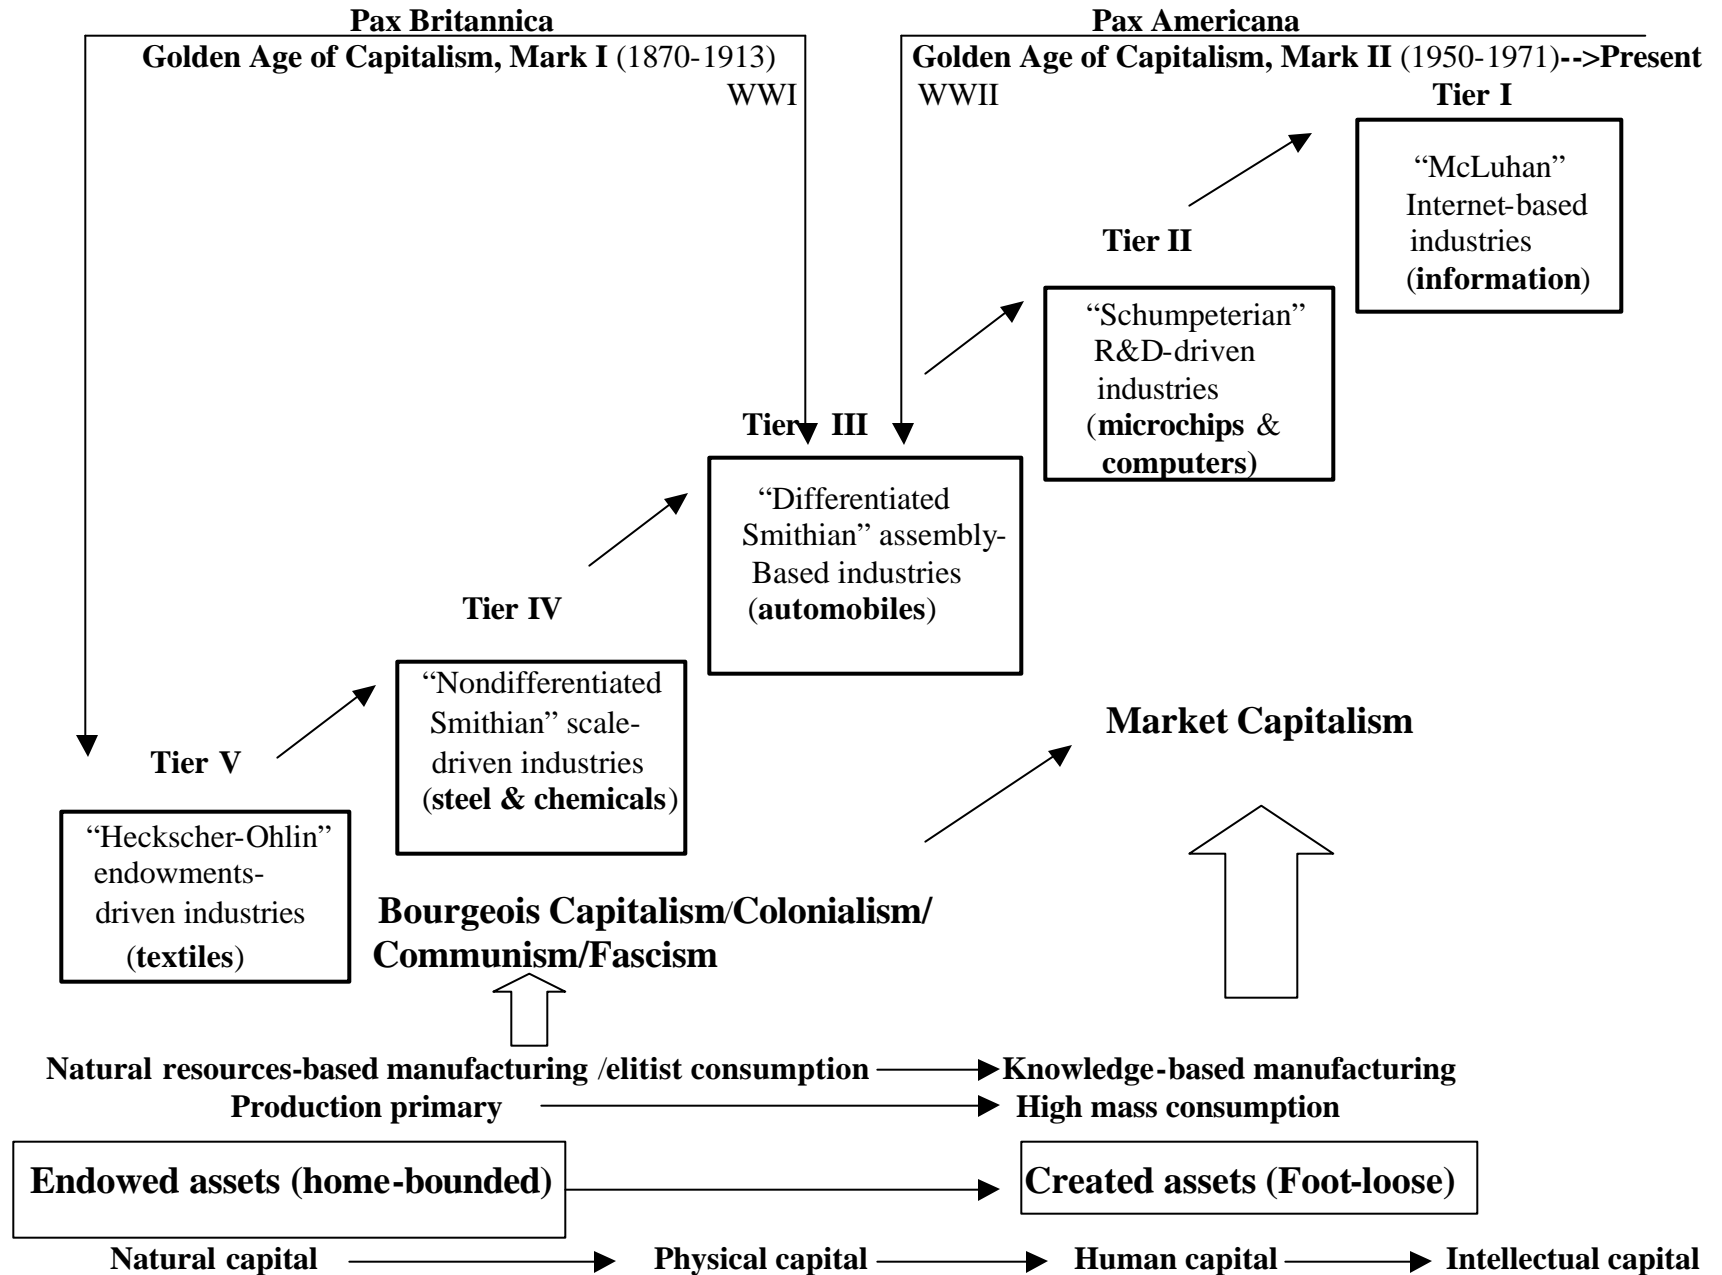 Pax Britannica
Golden Age of Capitalism, Mark I (1870-1913)
WWI
Pax Americana
Golden Age of Capitalism, Mark II (1950-1971)-->Present
WWII
Tier I
“McLuhan”
Internet-based
industries
(information)
Tier II
“Schumpeterian”
R&D-driven
industries
(microchips &
computers)
Tier III
“Differentiated
Smithian” assembly-
Based industries
(automobiles)
Tier IV
“Nondifferentiated
Smithian” scale-
driven industries
(steel & chemicals)
Tier V
“Heckscher-Ohlin”
endowments-
driven industries
(textiles)
Market Capitalism
Bourgeois Capitalism/Colonialism/
Communism/Fascism
Natural resources-based manufacturing /elitist consumption
Knowledge-based manufacturing
Production primary
High mass consumption
Endowed assets (home-bounded)
Created assets (Foot-loose)
Natural capital
Physical capital
Human capital
Intellectual capital